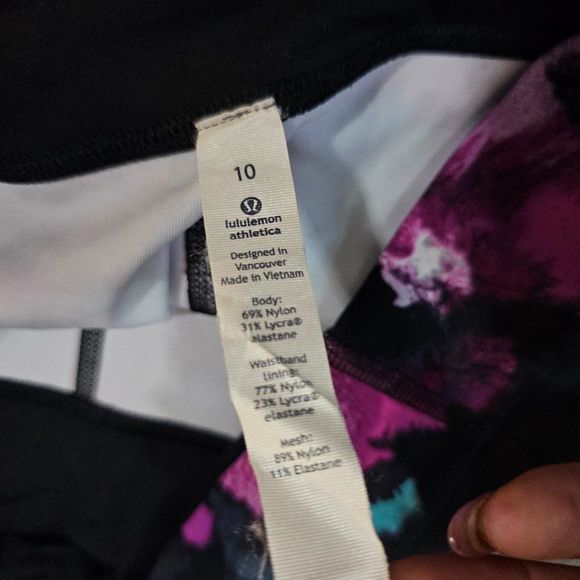 10
lululemon
athletica
Designed in
Vancouver
Made in Vietnam
Body:
69% Nylon
31% Lycra®
elastane
Waistband
lining:
77% Nylon
23% Lycra®
elastane
Mesh:
89% Nylon
11% Elastane